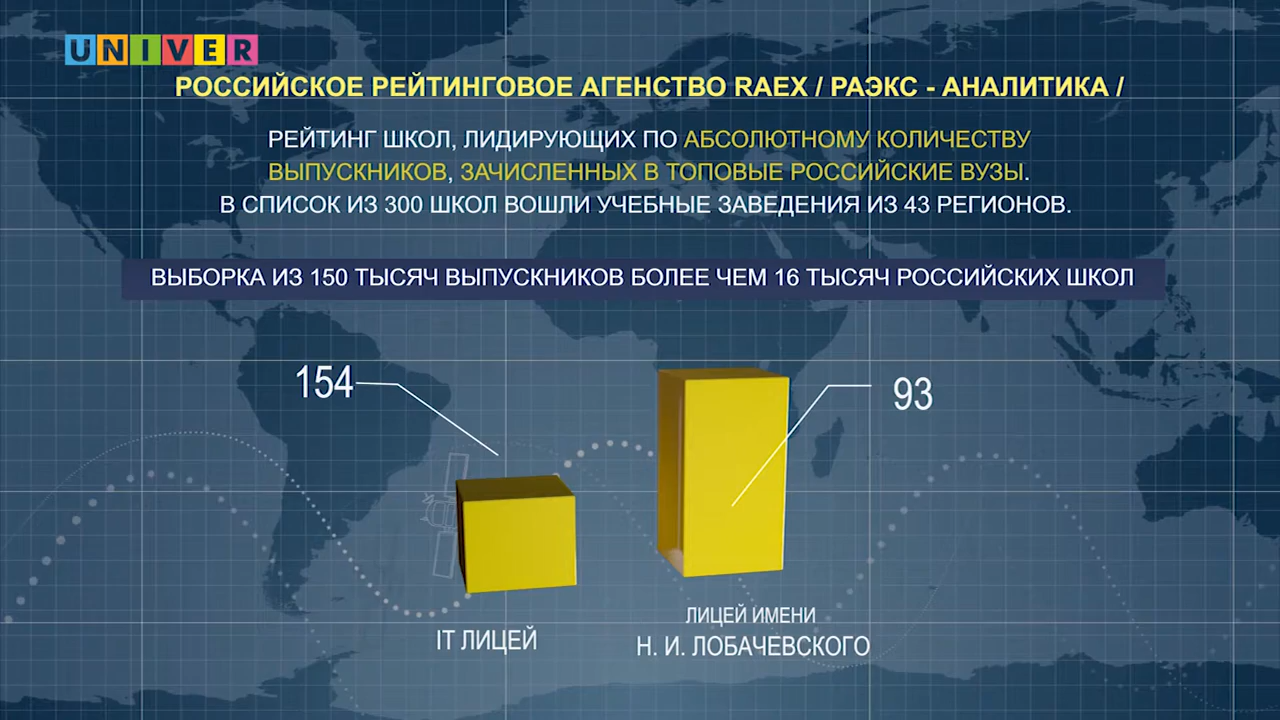 UNIVER
РОССИЙСКОЕ РЕЙТИНГОВОЕ АГЕНСТВО RAEX / РАЭКС - АНАЛИТИКА /
РЕЙТИНГ ШКОЛ, ЛИДИРУЮЩИХ ПО АБСОЛЮТНОМУ КОЛИЧЕСТВУ
ВЫПУСКНИКОВ, ЗАЧИСЛЕННЫХ В ТОПОВЫЕ РОССИЙСКИЕ ВУЗЫ.
В СПИСОК ИЗ 300 ШКОЛ ВОШЛИ УЧЕБНЫЕ ЗАВЕДЕНИЯ ИЗ 43 РЕГИОНОВ.
ВЫБОРКА ИЗ 150 ТЫСЯЧ ВЫПУСКНИКОВ БОЛЕЕ ЧЕМ 16 ТЫСЯЧ РОССИЙСКИХ ШКОЛ
154
93
IT ЛИЦЕЙ
ЛИЦЕЙ ИМЕНИ
Н. И. ЛОБАЧЕВСКОГО